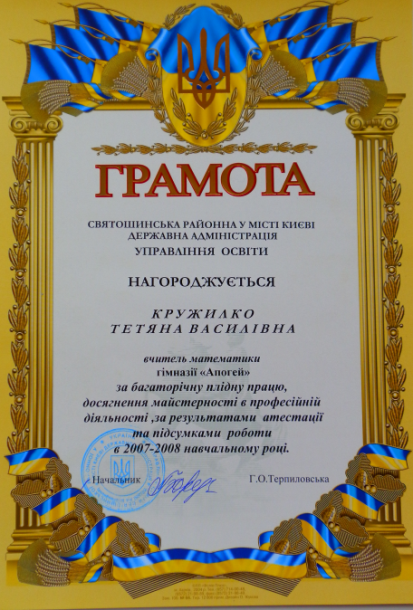 ГРАМОТА
СВЯТОШИНСЬКА РАЙОННА У МІСТІ КИЄВІ
ДЕРЖАВНА АДМІНІСТРАЦІЯ
УПРАВЛІННЯ ОСВІТИ
НАГОРОДЖУЄТЬСЯ
КРУЖИЛКО
ТЕТЯНА ВАСИЛІВНА
вчитель математики
гімназії «Апогей»
за багаторічну плідну працю,
досягнення майстерності в професійній
діяльності ,за результатами атестації
та підсумками роботи
в 2007-2008 навчальному році.
Начальник Г.О.Терпиловська